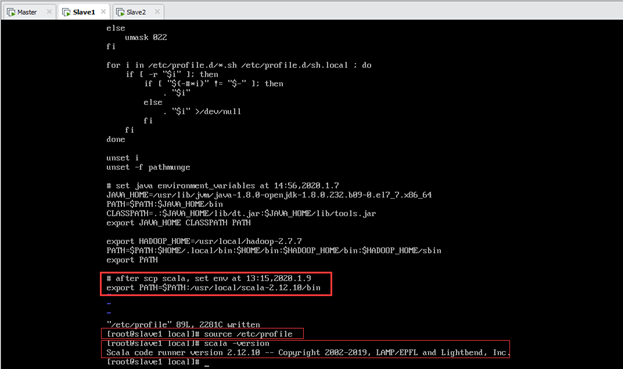 Master
Slave1
Slave2
else
umask 022
fi
for i in /etc/profile.d/*.sh /etc/profile.d/sh.local ; do
if [ -r "$i" ]; then
if [ "${-#*i}" != "$-" ]; then
. "$i"
else
. "$i" >/dev/null
fi
fi
done
unset i
unset -f pathmunge
# set java environment_variables at 14:56,2020.1.7
JAVA_HOME=/usr/lib/jvm/java-1.8.0-openjdk-1.8.0.232.b09-0.el7_7.x86_64
PATH=$PATH:$JAVA_HOME/bin
CLASSPATH=.:$JAVA_HOME/lib/dt.jar:$JAVA_HOME/lib/tools.jar
export JAVA_HOME CLASSPATH PATH
export HADOOP_HOME=/usr/local/hadoop-2.7.7
PATH=$PATH:$HOME/.local/bin:$HOME/bin:$HADOOP_HOME/bin:$HADOOP_HOME/sbin
export PATH
# after scp scala, set env at 13:15,2020.1.9
export PATH=$PATH:/usr/local/scala-2.12.10/bin
~
~
~
"/etc/profile" 89L, 2281C written
[root@slave1 local]# source /etc/profile
[root@slave1 local]# scala -version
Scala code runner version 2.12.10 -- Copyright 2002-2019, LAMP/EPFL and Lightbend, Inc.
[root@slave1 local]# _